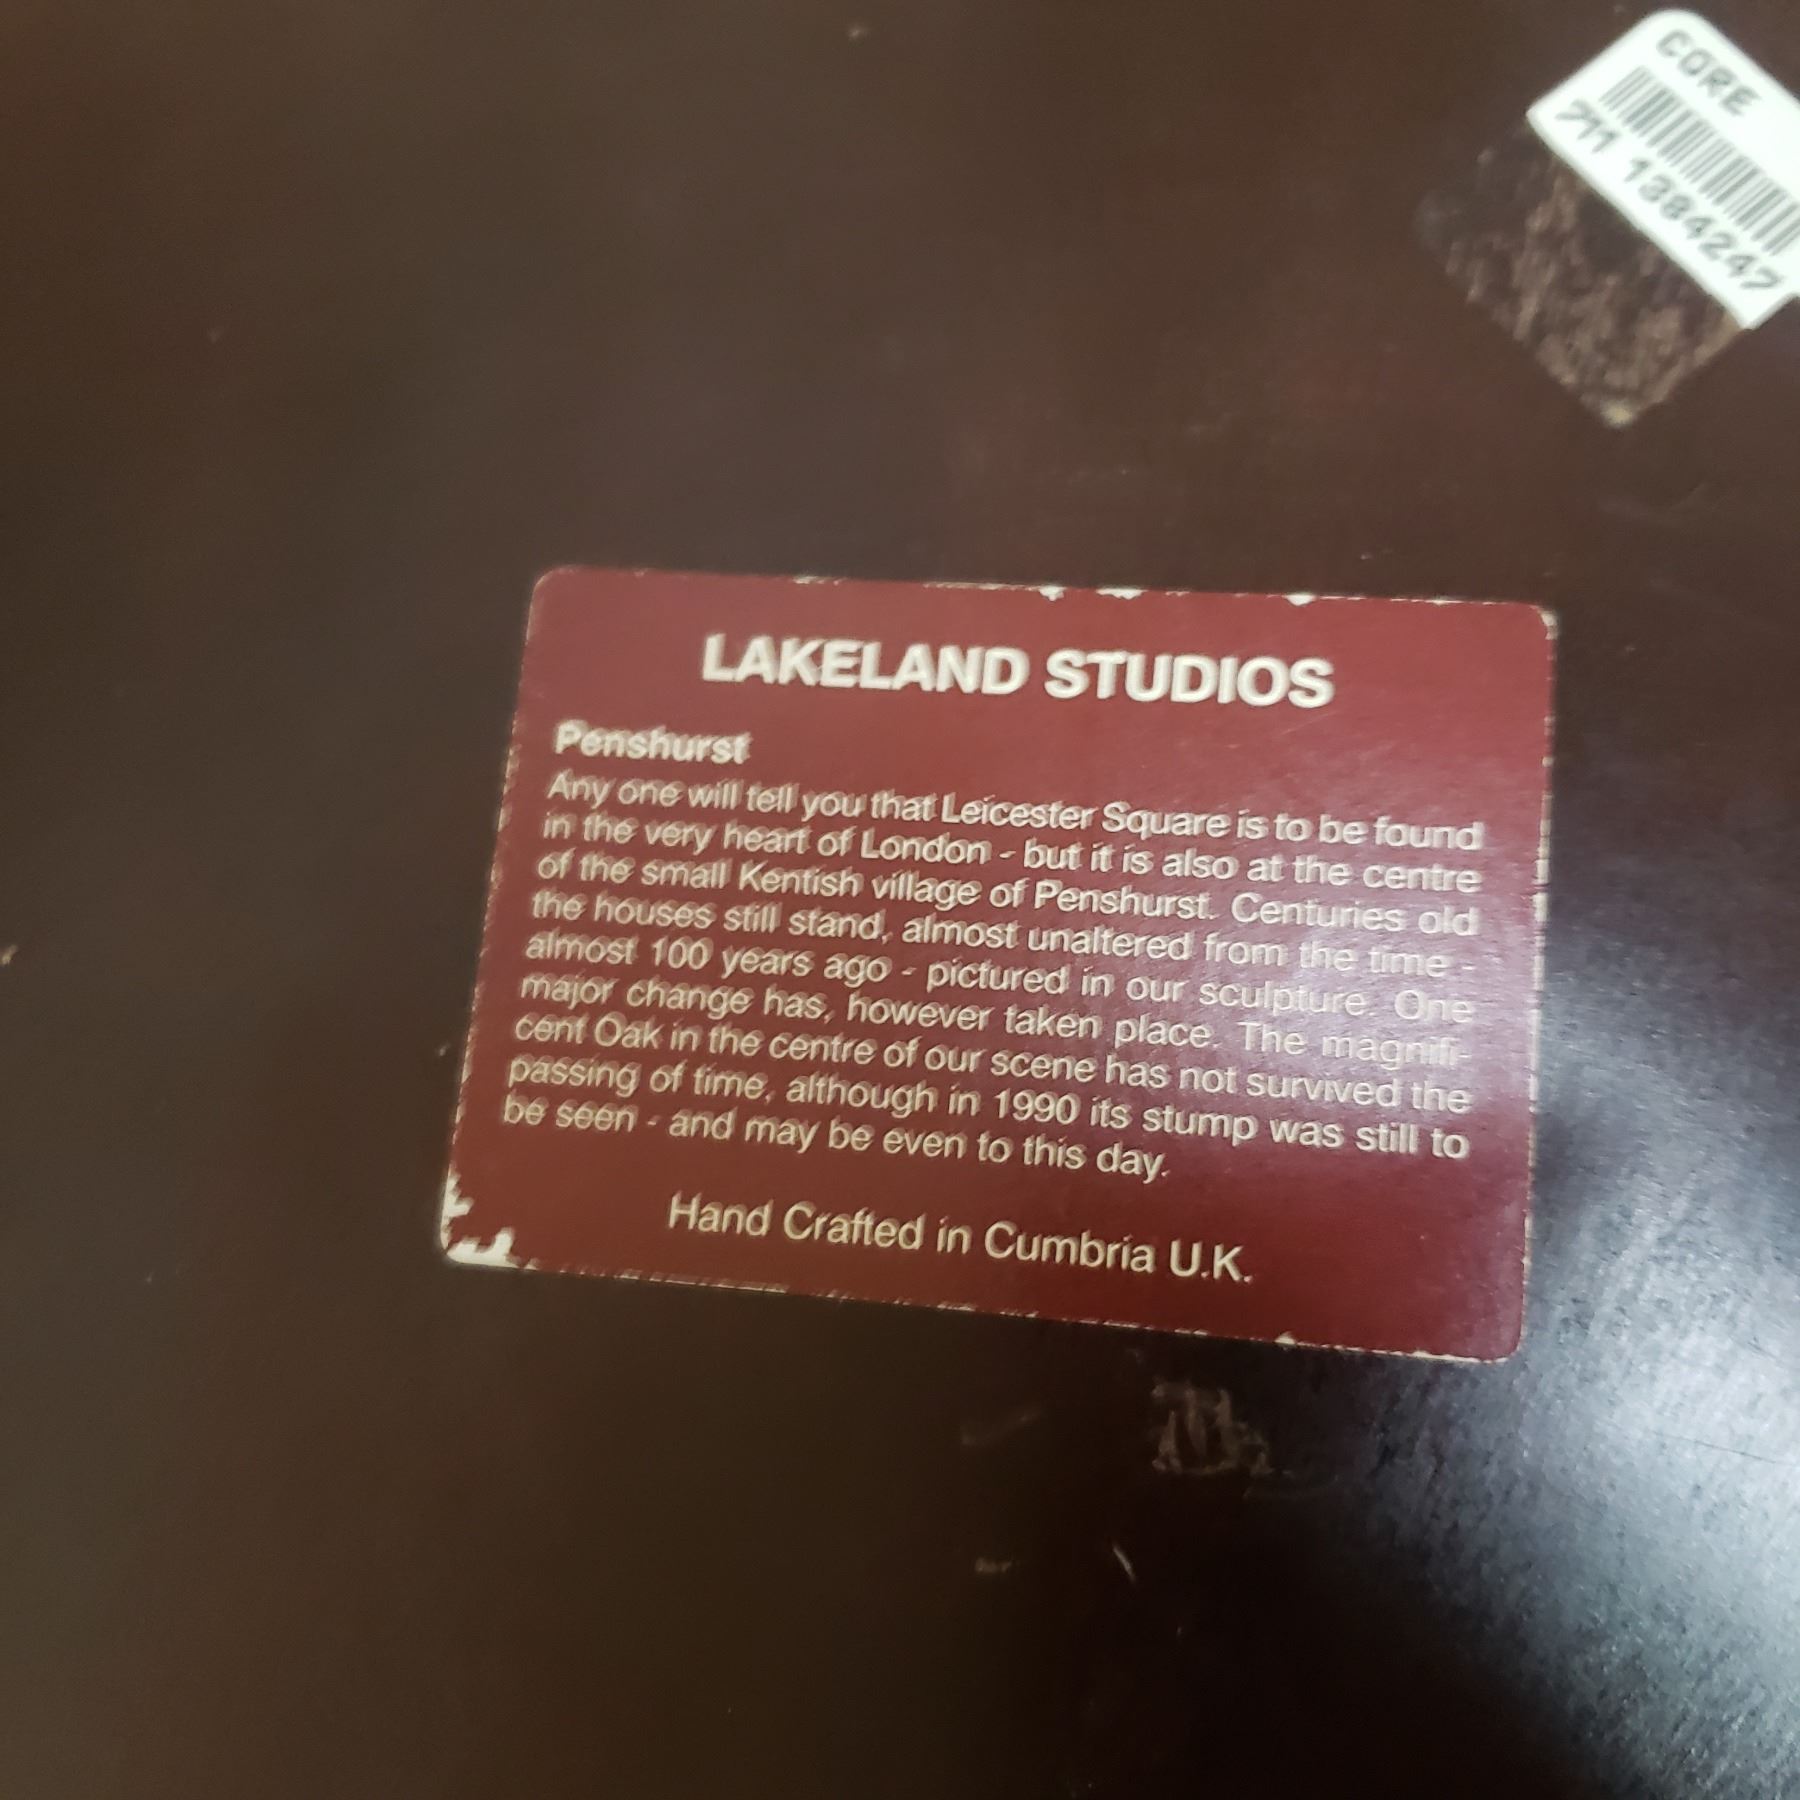 CORE
711 1384247
LAKELAND STUDIOS
Penshurst
Any one will tell you that Leicester Square is to be found
in the very heart of London - but it is also at the centre
of the small Kentish village of Penshurst. Centuries old
the houses still stand, almost unaltered from the time -
almost 100 years ago - pictured in our sculpture. One
major change has, however taken place. The magnifi-
cent Oak in the centre of our scene has not survived the
passing of time, although in 1990 its stump was still to
be seen - and may be even to this day.
Hand Crafted in Cumbria U.K.